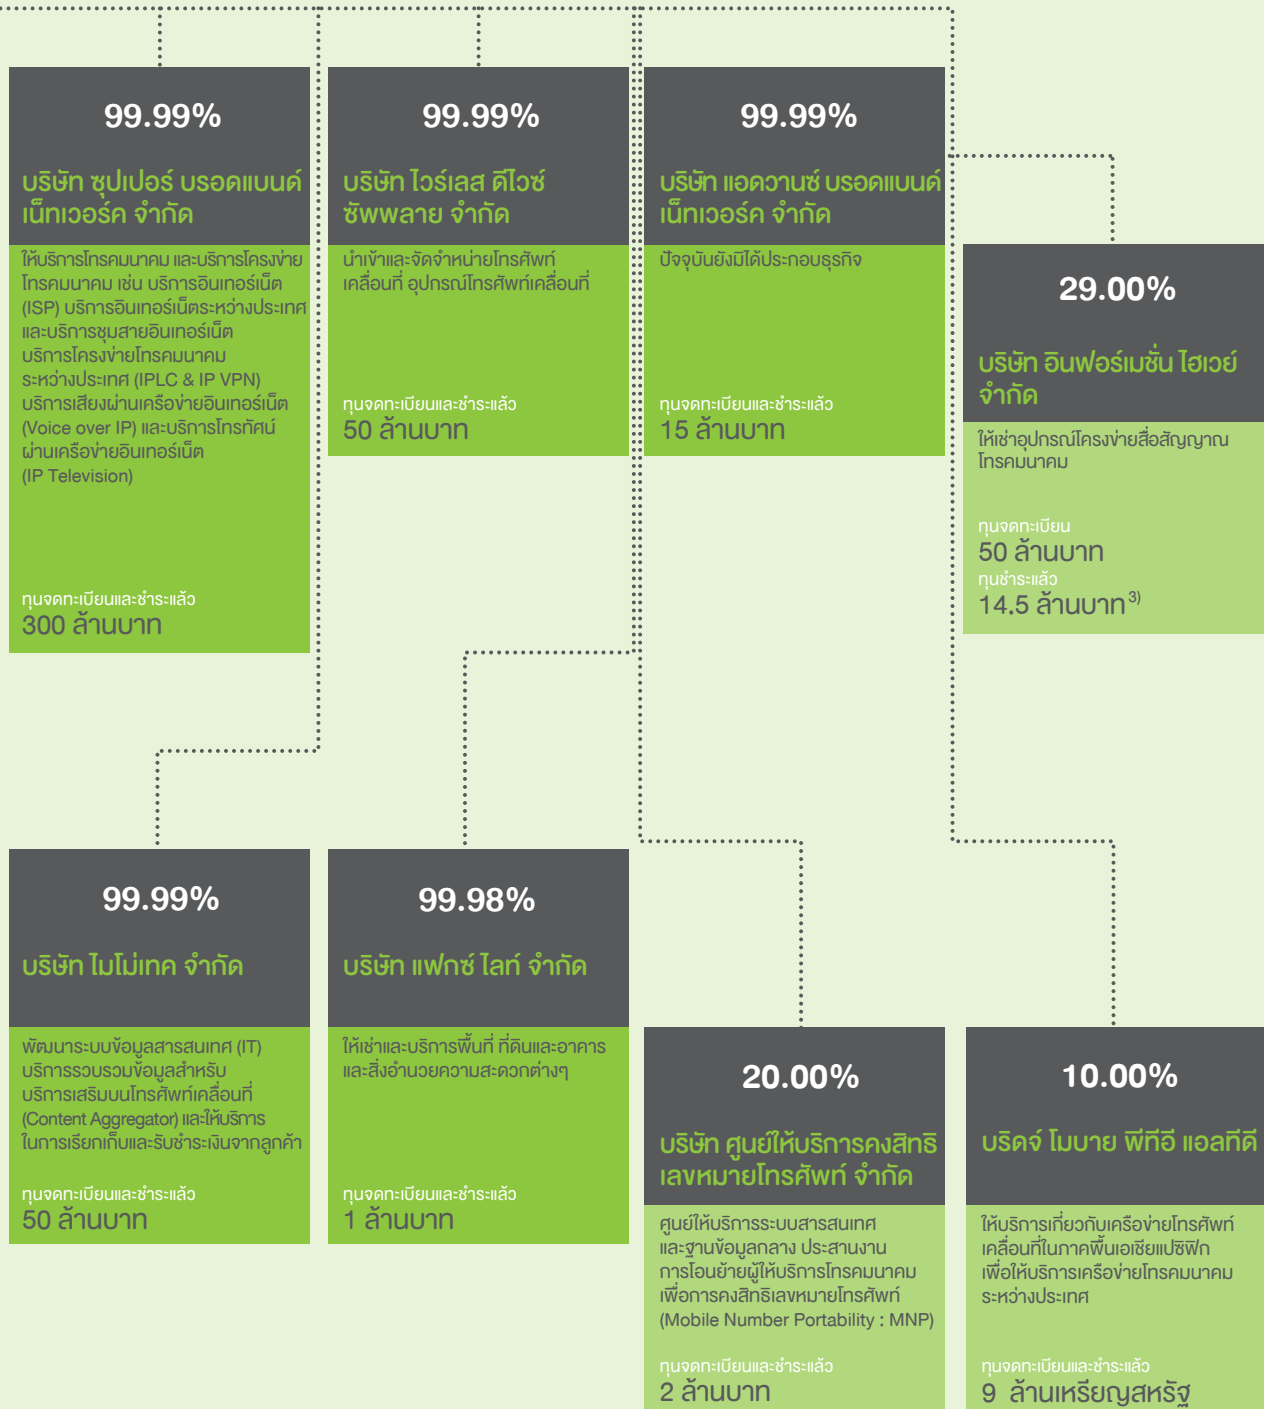 99.99%
บริษัท ซุปเปอร์ บรอดแบนด์
เน็ทเวอร์ค จำกัด
ให้บริการโทรคมนาคม และบริการโครงข่าย
โทรคมนาคม เช่น บริการอินเทอร์เน็ต
(ISP) บริการอินเทอร์เน็ตระหว่างประเทศ
และบริการชุมสายอินเทอร์เน็ต
บริการโครงข่ายโทรคมนาคม
ระหว่างประเทศ (IPLC & IP VPN)
บริการเสียงผ่านเครือข่ายอินเทอร์เน็ต
(Voice over IP) และบริการโทรทัศน์
ผ่านเครือข่ายอินเทอร์เน็ต
(IP Television)
ทุนจดทะเบียนและชำระแล้ว
300 ล้านบาท
99.99%
บริษัท ไวร์เลส ดีไวซ์
ซัพพลาย จำกัด
นำเข้าและจัดจำหน่ายโทรศัพท์
เคลื่อนที่ อุปกรณ์โทรศัพท์เคลื่อนที่
ทุนจดทะเบียนและชำระแล้ว
50 ล้านบาท
99.99%
บริษัท แอดวานซ์ บรอดแบนด์
เน็ทเวอร์ค จำกัด
ปัจจุบันยังมิได้ประกอบธุรกิจ
ทุนจดทะเบียนและชำระแล้ว
15 ล้านบาท
29.00%
บริษัท อินฟอร์เมชั่น ไฮเวย์
จำกัด
ให้เช่าอุปกรณ์โครงข่ายสื่อสัญญาณ
โทรคมนาคม
ทุนจดทะเบียน
50 ล้านบาท
ทุนชำระแล้ว
14.5 ล้านบาท³⁾
99.99%
บริษัท ไมโม่เทค จำกัด
พัฒนาระบบข้อมูลสารสนเทศ (IT)
บริการรวบรวมข้อมูลสำหรับ
บริการเสริมบนโทรศัพท์เคลื่อนที่
(Content Aggregator) และให้บริการ
ในการเรียกเก็บและรับชำระเงินจากลูกค้า
ทุนจดทะเบียนและชำระแล้ว
50 ล้านบาท
99.98%
บริษัท แฟกซ์ ไลท์ จำกัด
ให้เช่าและบริการพื้นที่ ที่ดินและอาคาร
และสิ่งอำนวยความสะดวกต่างๆ
ทุนจดทะเบียนและชำระแล้ว
1 ล้านบาท
20.00%
บริษัท ศูนย์ให้บริการคงสิทธิ
เลขหมายโทรศัพท์ จำกัด
ศูนย์ให้บริการระบบสารสนเทศ
และฐานข้อมูลกลาง ประสานงาน
การโอนย้ายผู้ให้บริการโทรคมนาคม
เพื่อการคงสิทธิเลขหมายโทรศัพท์
(Mobile Number Portability : MNP)
ทุนจดทะเบียนและชำระแล้ว
2 ล้านบาท
10.00%
บริดจ์ โมบาย พีทีอี แอลทีดี
ให้บริการเกี่ยวกับเครือข่ายโทรศัพท์
เคลื่อนที่ในภาคพื้นเอเชียแปซิฟิก
เพื่อให้บริการเครือข่ายโทรคมนาคม
ระหว่างประเทศ
ทุนจดทะเบียนและชำระแล้ว
9 ล้านเหรียญสหรัฐ